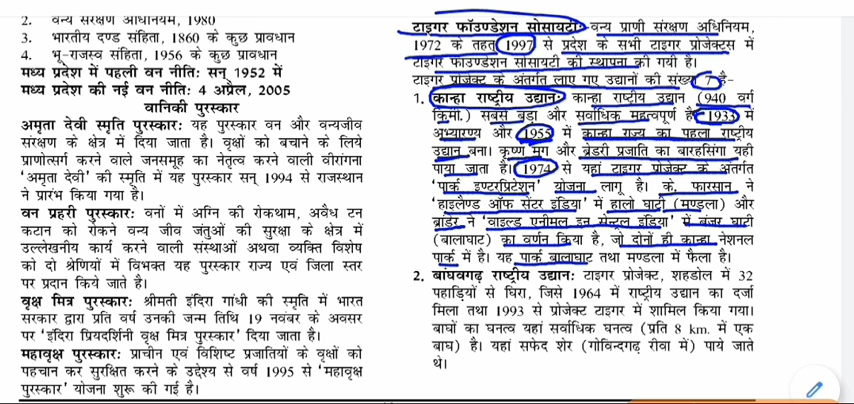 2. वन्य संरक्षण अधिनियम, 1980
3. भारतीय दण्ड संहिता, 1860 के कुछ प्रावधान
4. भू-राजस्व संहिता, 1956 के कुछ प्रावधान
मध्य प्रदेश में पहली वन नीति: सन् 1952 में
मध्य प्रदेश की नई वन नीति: 4 अप्रैल, 2005
वानिकी पुरस्कार
अमृता देवी स्मृति पुरस्कार: यह पुरस्कार वन और वन्यजीव
संरक्षण के क्षेत्र में दिया जाता है। वृक्षों को बचाने के लिये
प्राणोत्सर्ग करने वाले जनसमूह का नेतृत्व करने वाली वीरांगना
'अमृता देवी' की स्मृति में यह पुरस्कार सन् 1994 से राजस्थान
ने प्रारंभ किया गया है।
वन प्रहरी पुरस्कार: वनों में अग्नि की रोकथाम, अवैध टन
कटान को रोकने वन्य जीव जंतुओं की सुरक्षा के क्षेत्र में
उल्लेखनीय कार्य करने वाली संस्थाओं अथवा व्यक्ति विशेष
को दो श्रेणियों में विभक्त यह पुरस्कार राज्य एवं जिला स्तर
पर प्रदान किये जाते है।
वृक्ष मित्र पुरस्कार: श्रीमती इंदिरा गांधी की स्मृति में भारत
सरकार द्वारा प्रति वर्ष उनकी जन्म तिथि 19 नवंबर के अवसर
पर 'इंदिरा प्रियदर्शिनी वृक्ष मित्र पुरस्कार' दिया जाता है।
महावृक्ष पुरस्कार: प्राचीन एवं विशिष्ट प्रजातियों के वृक्षों को
पहचान कर सुरक्षित करने के उद्देश्य से वर्ष 1995 से 'महावृक्ष
पुरस्कार' योजना शुरू की गई है।
टाइगर फॉउण्डेशन सोसायटी: वन्य प्राणी संरक्षण अधिनियम,
1972 के तहत 1997 से प्रदेश के सभी टाइगर प्रोजेक्ट्स में
टाइगर फाउण्डेशन सोसायटी की स्थापना की गयी है।
टाइगर प्रोजेक्ट के अंतर्गत लाए गए उद्यानों की संख्या 7 है-
1. कान्हा राष्ट्रीय उद्यान: कान्हा राष्ट्रीय उद्यान (940 वर्ग
किमी.) सबसे बड़ा और सर्वाधिक महत्वपूर्ण है 1933 में
अभ्यारण्य और 1955 में कान्हा राज्य का पहला राष्ट्रीय
उद्यान बना। कृष्ण मृग और ब्रेडरी प्रजाति का बारहसिंगा यही
पाया जाता है। 1974 से यहां टाइगर प्रोजेक्ट के अंतर्गत
'पार्क इण्टरप्रिटेशन' योजना लागू है। के. फारसान ने
'हाइलैण्ड ऑफ सेंटर इंडिया' में हालो घाटी (मण्डला) और
ब्रांडर ने 'वाइल्ड एनीमल इन सेन्ट्रल इंडिया' में बंजर घाटी
(बालाघाट) का वर्णन किया है, जो दोनों ही कान्हा नेशनल
पार्क में है। यह पार्क बालाघाट तथा मण्डला में फैला है।
2. बांधवगढ़ राष्ट्रीय उद्यान: टाइगर प्रोजेक्ट, शहडोल में 32
पहाड़ियों से घिरा, जिसे 1964 में राष्ट्रीय उद्यान का दर्जा
मिला तथा 1993 से प्रोजेक्ट टाइगर में शामिल किया गया।
बाघों का घनत्व यहां सर्वाधिक घनत्व (प्रति 8 km. में एक
बाघ) है। यहां सफेद शेर (गोविन्दगढ़ रीवा में) पाये जाते
थे।